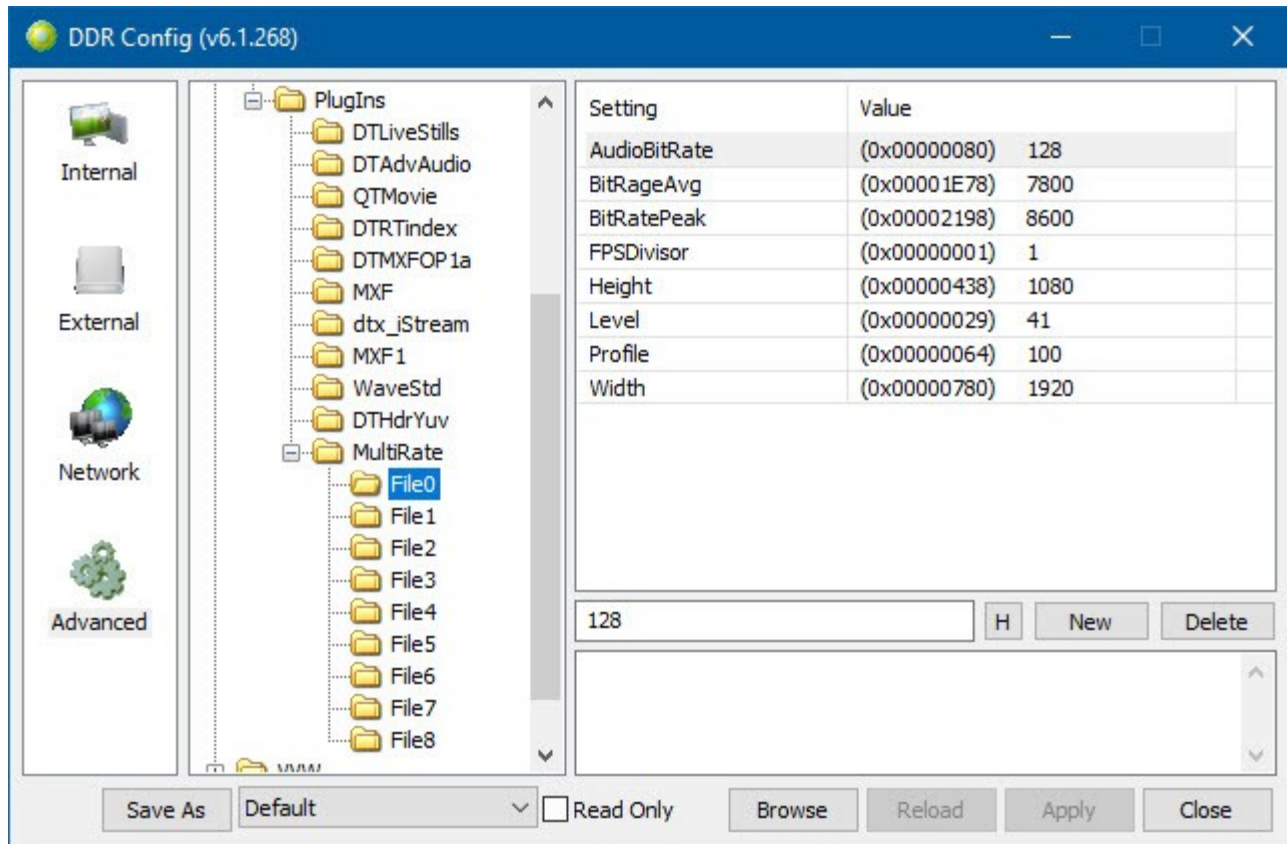 DDR Config (v6.1.268)
Internal
External
Network
Advanced
PlugIns
DTLiveStills
DTAdvAudio
QTMovie
DTRTindex
DTMXFOP1a
MXF
dtx_iStream
MXF1
WaveStd
DTHdrYuv
MultiRate
File0
File1
File2
File3
File4
File5
File6
File7
File8
Setting Value
AudioBitRate (0x00000080) 128
BitRageAvg (0x00001E78) 7800
BitRatePeak (0x00002198) 8600
FPSDivisor (0x00000001) 1
Height (0x00000438) 1080
Level (0x00000029) 41
Profile (0x00000064) 100
Width (0x00000780) 1920
128 H New Delete
Save As Default Read Only Browse Reload Apply Close